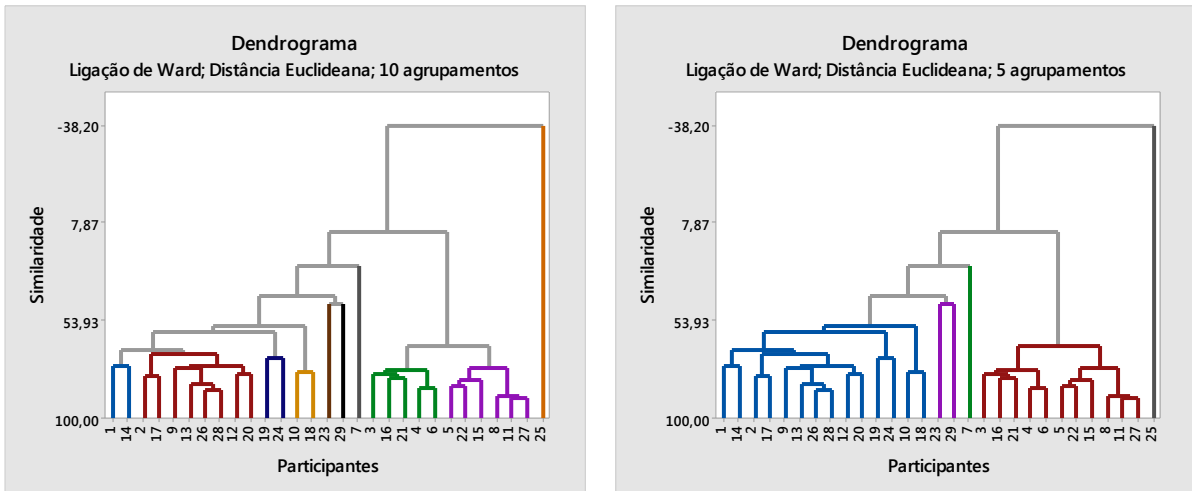 Dendrograma
Ligação de Ward; Distância Euclideana; 10 agrupamentos
-38,20
7,87
53,93
100,00
Similaridade
1 14 2 17 9 13 26 28 12 20 19 24 10 18 23 29 7 3 16 21 4 6 5 22 15 8 11 27 25
Participantes
Dendrograma
Ligação de Ward; Distância Euclideana; 5 agrupamentos
-38,20
7,87
53,93
100,00
Similaridade
1 14 2 17 9 13 26 28 12 20 19 24 10 18 23 29 7 3 16 21 4 6 5 22 15 8 11 27 25
Participantes